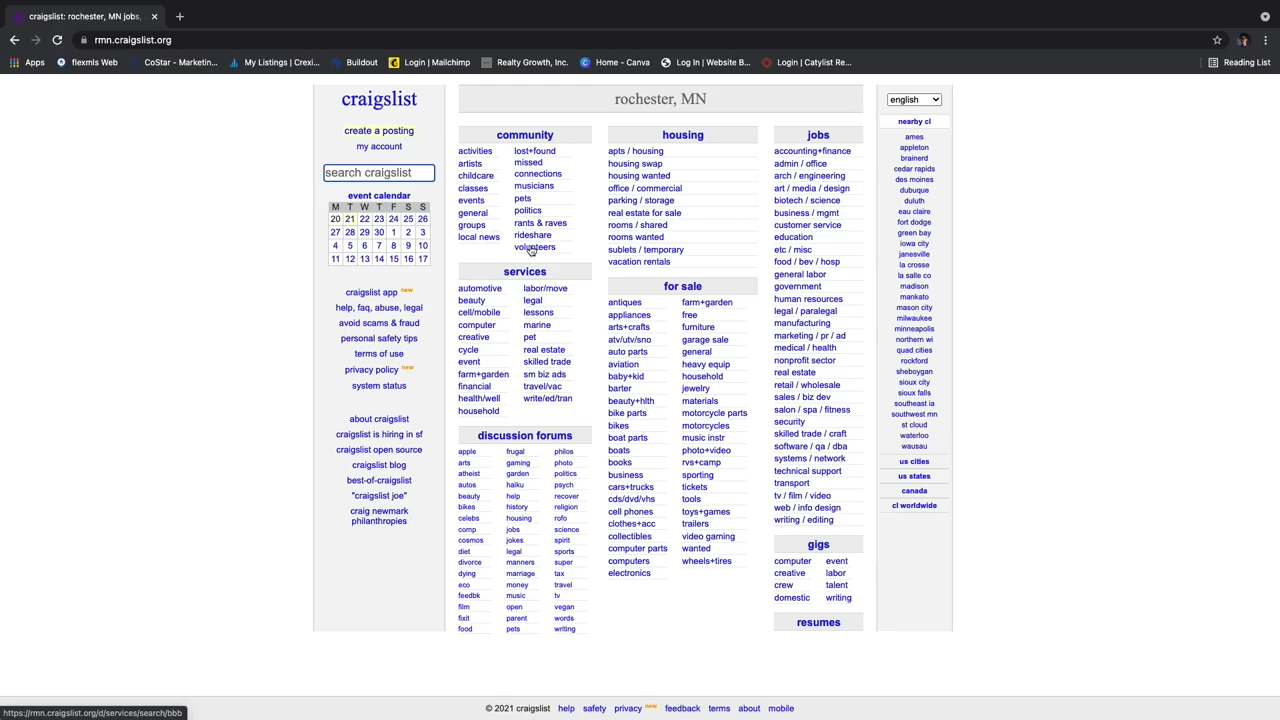 craigslist: rochester, MN jobs,
rmn.craigslist.org
Apps
flexmls Web
CoStar - Marketin...
My Listings | Crexi...
Buildout
Login | Mailchimp
Realty Growth, Inc.
Home - Canva
Log In | Website B...
Login | Catylist Re...
Reading List
craigslist
create a posting
my account
search craigslist
event calendar
M T W T F S S
20 21 22 23 24 25 26
27 28 29 30 1 2 3
4 5 6 7 8 9 10
11 12 13 14 15 16 17
craigslist app new
help, faq, abuse, legal
avoid scams & fraud
personal safety tips
terms of use
privacy policy new
system status
about craigslist
craigslist is hiring in sf
craigslist open source
craigslist blog
best-of-craigslist
"craigslist joe"
craig newmark
philanthropies
rochester, MN
community
activities
artists
childcare
classes
events
general
groups
local news
lost+found
missed
connections
musicians
pets
politics
rants & raves
rideshare
volunteers
services
automotive
beauty
cell/mobile
computer
creative
cycle
event
farm+garden
financial
health/well
household
labor/move
legal
lessons
marine
pet
real estate
skilled trade
sm biz ads
travel/vac
write/ed/tran
discussion forums
apple
arts
atheist
autos
beauty
bikes
celebs
comp
cosmos
diet
divorce
dying
eco
feedbk
film
fixit
food
frugal
gaming
garden
haiku
help
history
housing
jobs
jokes
legal
manners
marriage
money
music
open
parent
pets
philos
photo
politics
psych
recover
religion
rofo
science
spirit
sports
super
tax
travel
tv
vegan
words
writing
housing
apts / housing
housing swap
housing wanted
office / commercial
parking / storage
real estate for sale
rooms / shared
rooms wanted
sublets / temporary
vacation rentals
for sale
antiques
appliances
arts+crafts
atv/utv/sno
auto parts
aviation
baby+kid
barter
beauty+hlth
bike parts
bikes
boat parts
boats
books
business
cars+trucks
cds/dvd/vhs
cell phones
clothes+acc
collectibles
computer parts
computers
electronics
farm+garden
free
furniture
garage sale
general
heavy equip
household
jewelry
materials
motorcycle parts
motorcycles
music instr
photo+video
rvs+camp
sporting
tickets
tools
toys+games
trailers
video gaming
wanted
wheels+tires
jobs
accounting+finance
admin / office
arch / engineering
art / media / design
biotech / science
business / mgmt
customer service
education
etc / misc
food / bev / hosp
general labor
government
human resources
legal / paralegal
manufacturing
marketing / pr / ad
medical / health
nonprofit sector
real estate
retail / wholesale
sales / biz dev
salon / spa / fitness
security
skilled trade / craft
software / qa / dba
systems / network
technical support
transport
tv / film / video
web / info design
writing / editing
gigs
computer
creative
crew
domestic
event
labor
talent
writing
resumes
english
nearby cl
ames
appleton
brainerd
cedar rapids
des moines
dubuque
duluth
eau claire
fort dodge
green bay
iowa city
janesville
la crosse
la salle co
madison
mankato
mason city
milwaukee
minneapolis
northern wi
quad cities
rockford
sheboygan
sioux city
sioux falls
southeast ia
southwest mn
st cloud
waterloo
wausau
us cities
us states
canada
cl worldwide
https://rmn.craigslist.org/d/services/search/bbb
© 2021 craigslist help safety privacy new feedback terms about mobile